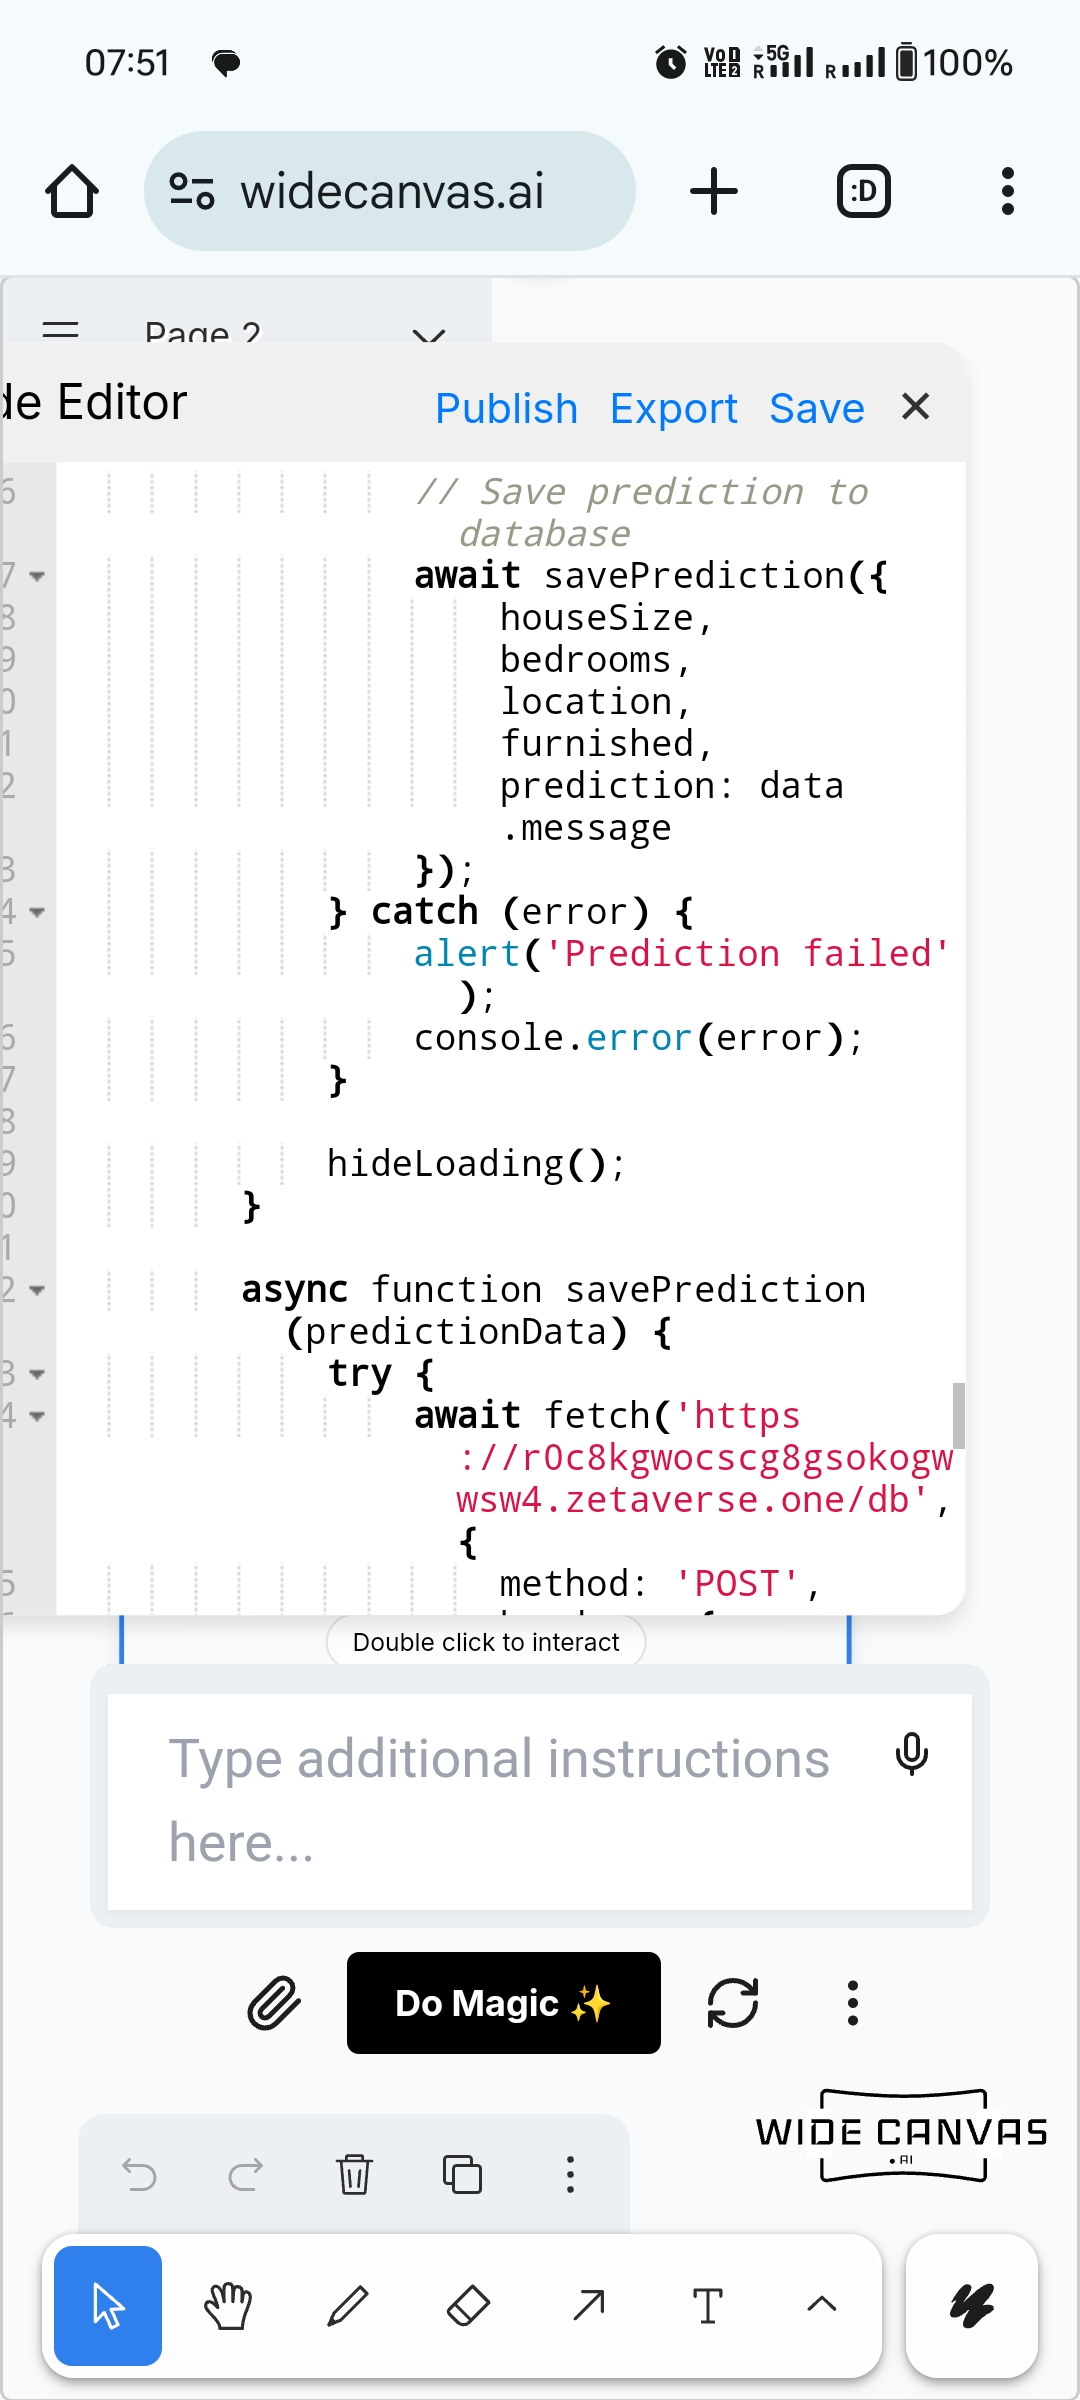 07:51
Vo 1 LTE 2 5G R R 100%
widecanvas.ai
:D
Page 2
de Editor Publish Export Save ✕
6 // Save prediction to
database
7 await savePrediction({
8 houseSize,
9 bedrooms,
0 location,
1 furnished,
2 prediction: data
.message
3 });
4 } catch (error) {
5 alert('Prediction failed'
);
6 console.error(error);
7 }
8
9 hideLoading();
0 }
1
2 async function savePrediction
(predictionData) {
3 try {
4 await fetch('https
://r0c8kgwocscg8gsokogw
wsw4.zetaverse.one/db',
{
5 method: 'POST',
Double click to interact
Type additional instructions
here...
Do Magic ✨
WIDE CANVAS
.AI
T